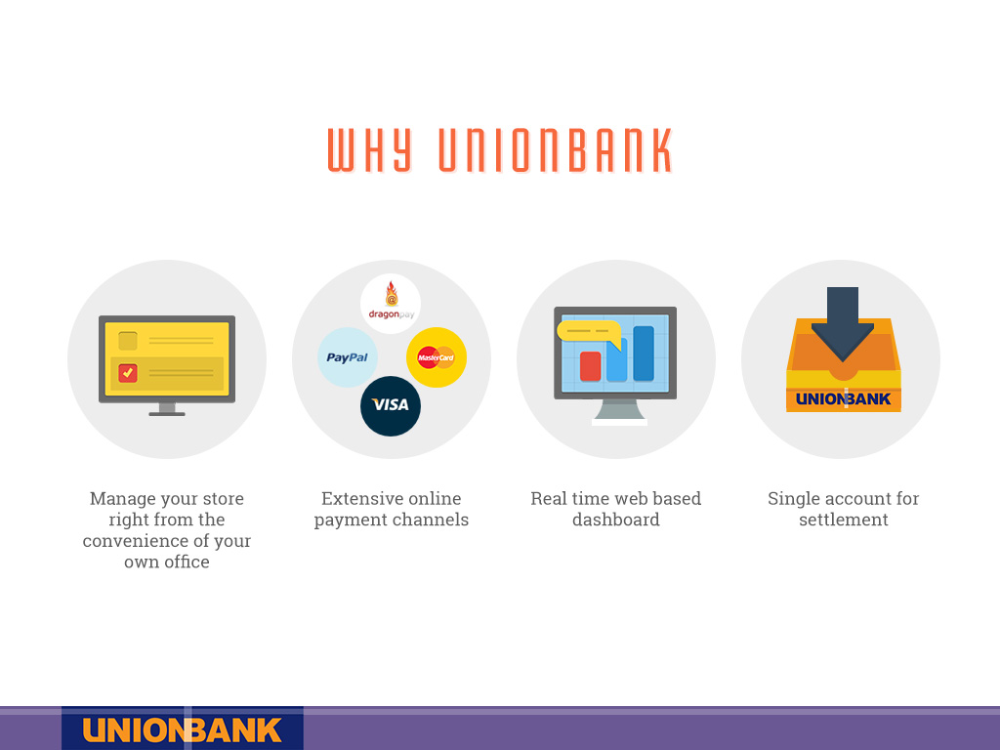 WHY UNIONBANK
dragonpay
PayPal
MasterCard
VISA
UNIONBANK
Manage your store
right from the
convenience of your
own office
Extensive online
payment channels
Real time web based
dashboard
Single account for
settlement
UNIONBANK